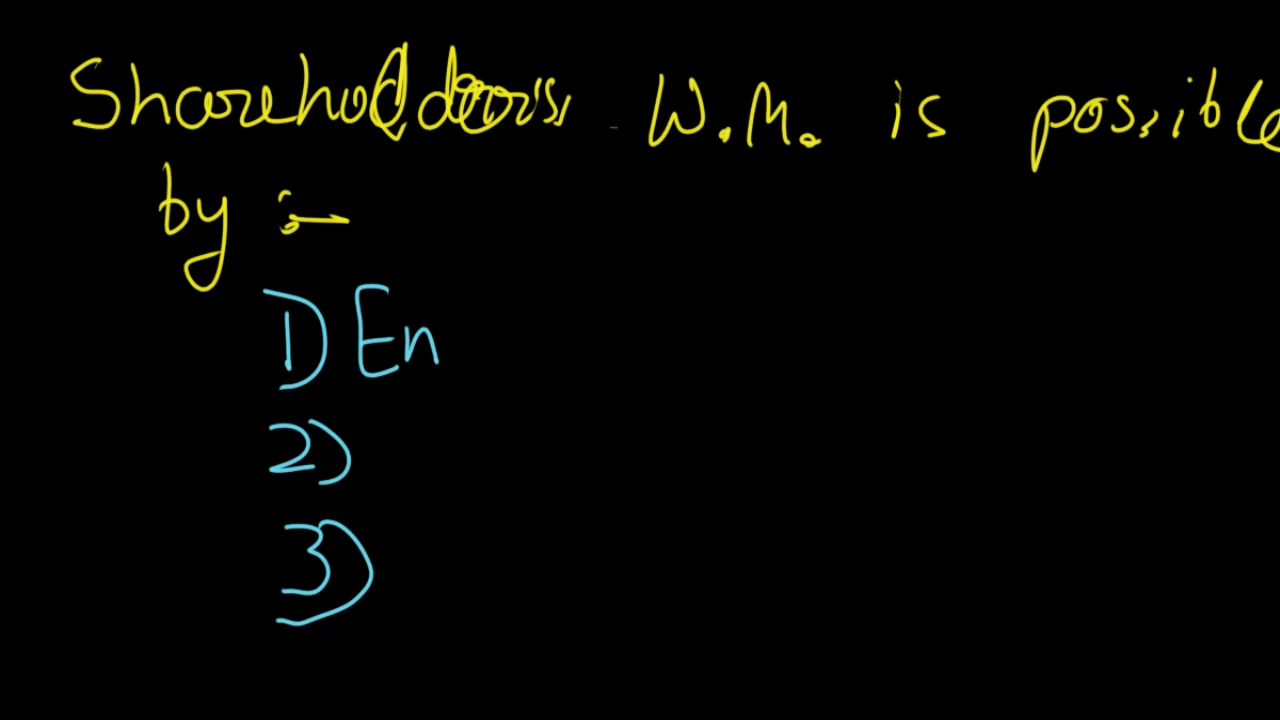 Shareholders W.M. is possible
by :-
1) En
2)
3)